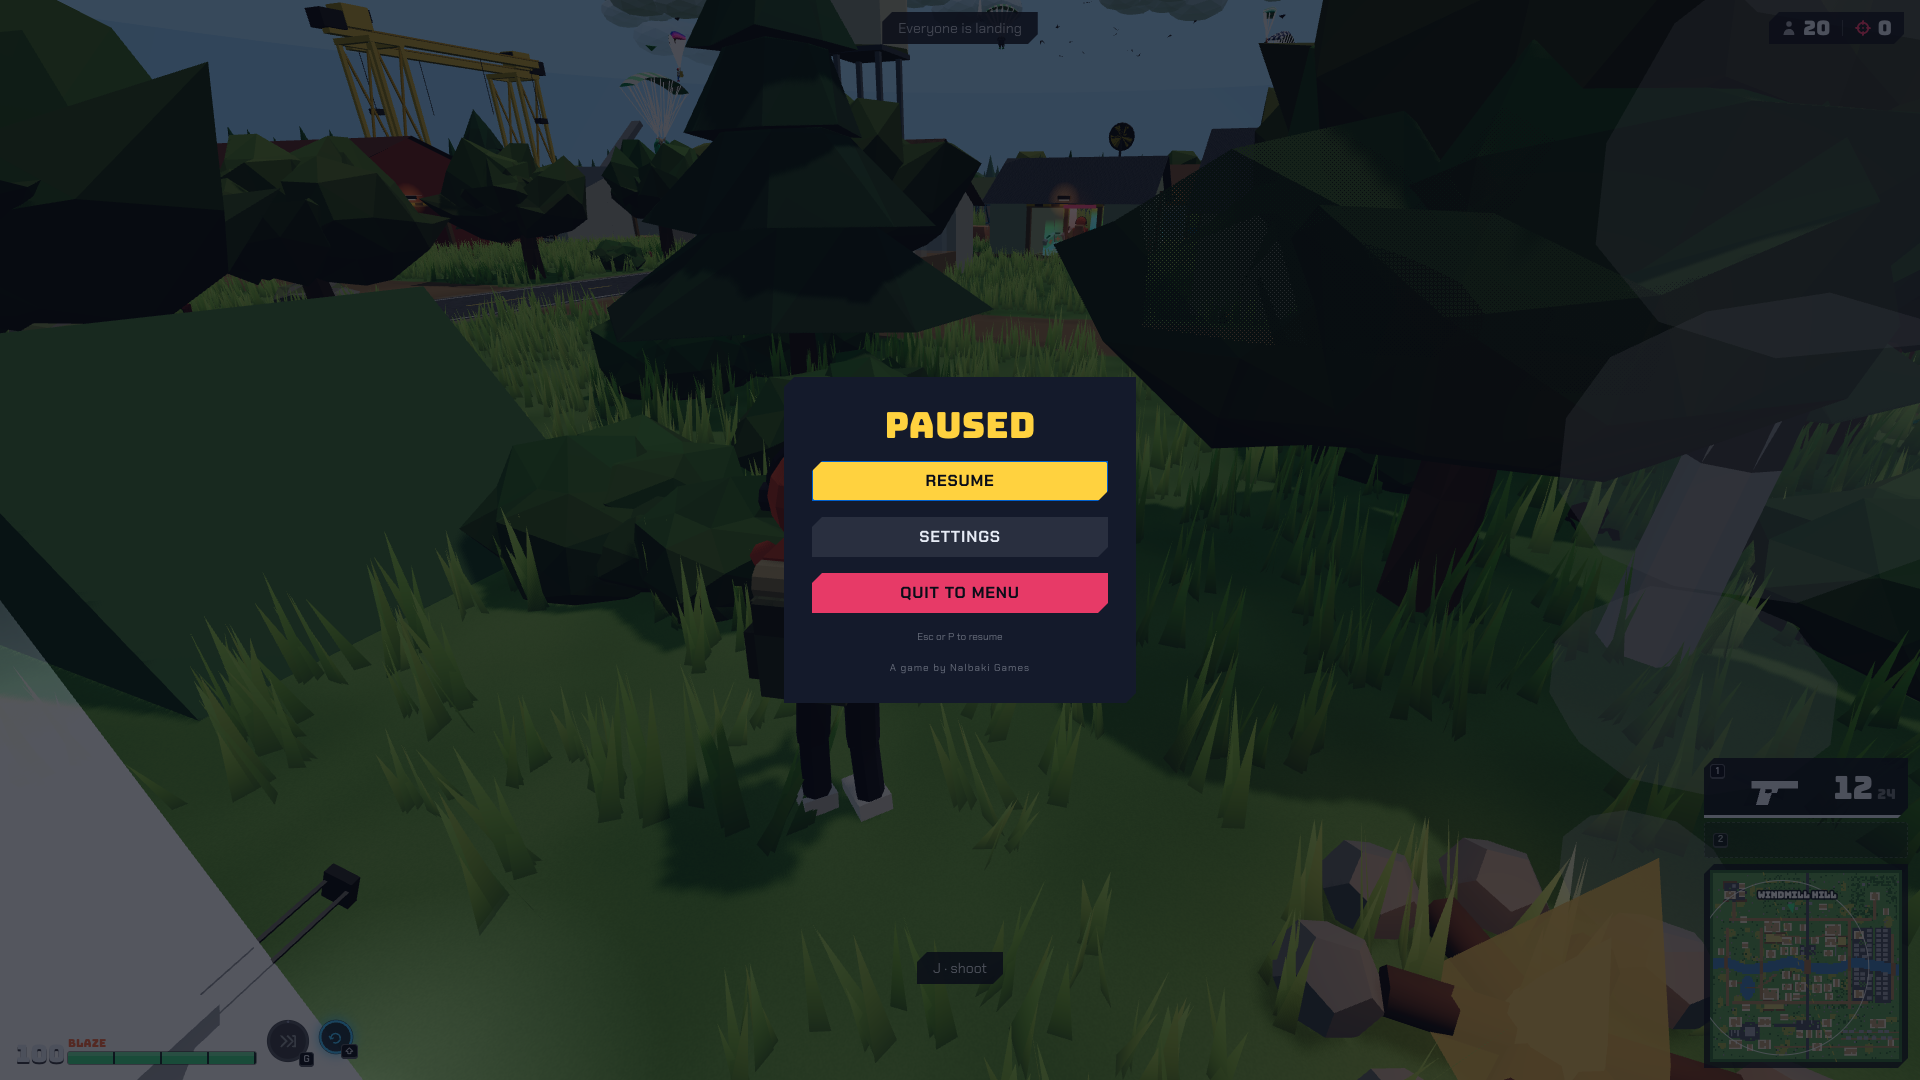 Everyone is landing
20
0
PAUSED
RESUME
SETTINGS
QUIT TO MENU
Esc or P to resume
A game by Nalbaki Games
1
12 24
2
WINDMILL HILL
J · shoot
BLAZE
100
G